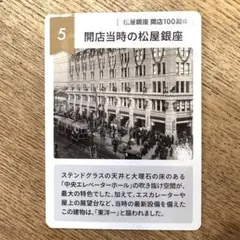 松屋銀座 開店100周年
5
開店当時の松屋銀座
ステンドグラスの天井と大理石の床のある
「中央エレベーターホール」の吹き抜け空間が、
最大の特色でした。加えて、エスカレーターや
屋上の展望台など、当時の最新設備を備えた
この建物は、「東洋一」と謳われました。